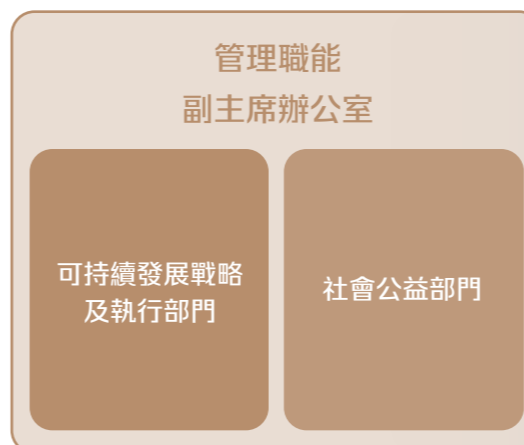 管理職能
副主席辦公室
可持續發展戰略
及執行部門
社會公益部門